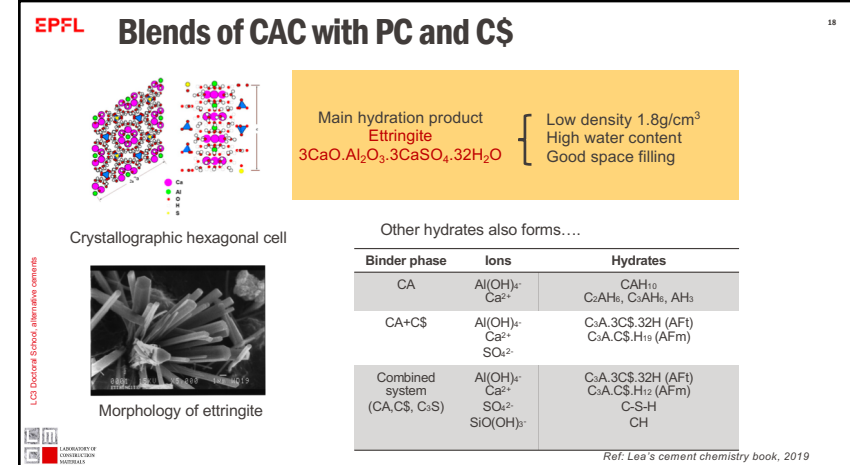 EPFL
Blends of CAC with PC and C$
18
Main hydration product
Ettringite
3CaO.Al₂O₃.3CaSO₄.32H₂O
Low density 1.8g/cm³
High water content
Good space filling
Ca
Al
O
H
S
Crystallographic hexagonal cell
Other hydrates also forms….
Binder phase Ions Hydrates
CA Al(OH)₄- CAH₁₀
Ca²⁺ C₂AH₆, C₃AH₆, AH₃
CA+C$ Al(OH)₄- C₃A.3C$.32H (AFt)
Ca²⁺ C₃A.C$.H₁₉ (AFm)
SO₄²-
Combined Al(OH)₄- C₃A.3C$.32H (AFt)
system Ca²⁺ C₃A.C$.H₁₂ (AFm)
(CA,C$, C₃S) SO₄²- C-S-H
SiO(OH)₃- CH
Morphology of ettringite
LC3 Doctoral School, alternative cements
LABORATORY OF
CONSTRUCTION
MATERIALS
Ref: Lea's cement chemistry book, 2019